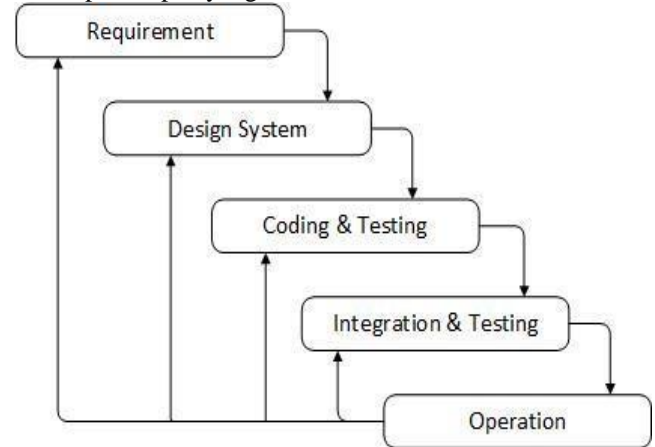 Requirement
Design System
Coding & Testing
Integration & Testing
Operation